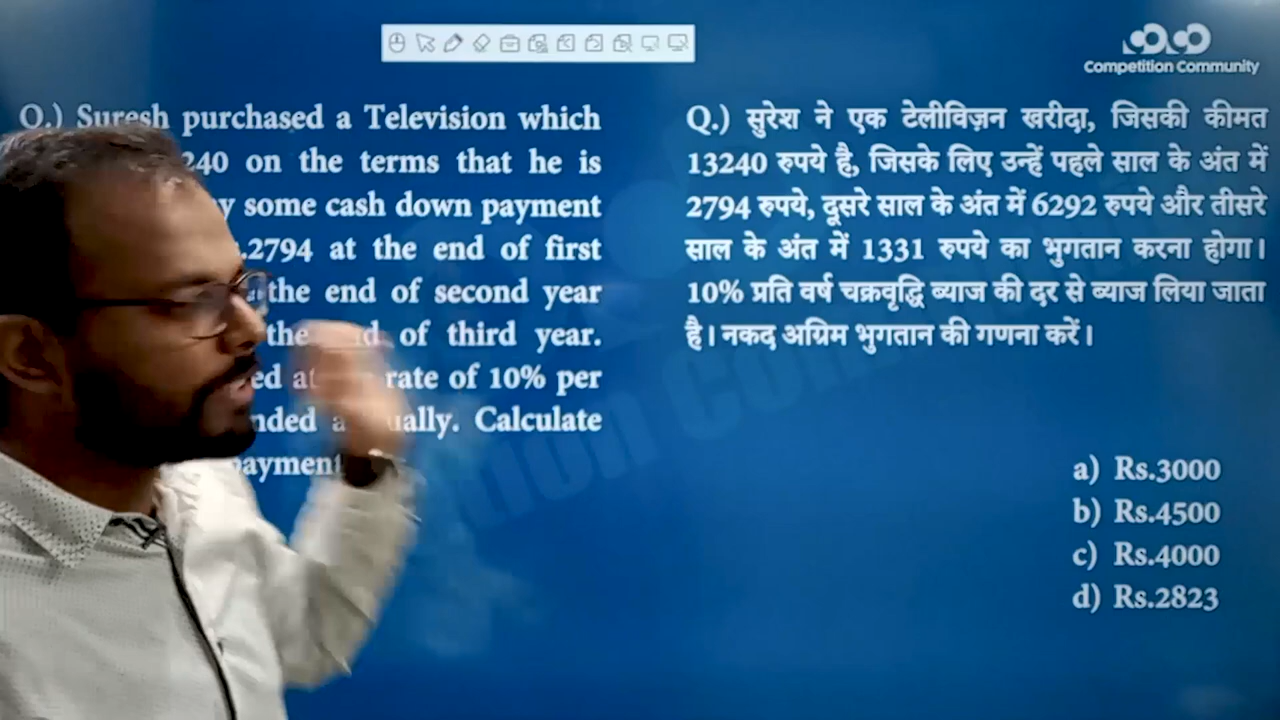 Competition Community
Q.) Suresh purchased a Television which
240 on the terms that he is
some cash down payment
.2794 at the end of first
the end of second year
the of third year.
at rate of 10% per
Calculate
Q.) सुरेश ने एक टेलीविज़न खरीदा, जिसकी कीमत
13240 रुपये है, जिसके लिए उन्हें पहले साल के अंत में
2794 रुपये, दूसरे साल के अंत में 6292 रुपये और तीसरे
साल के अंत में 1331 रुपये का भुगतान करना होगा।
10% प्रति वर्ष चक्रवृद्धि ब्याज की दर से ब्याज लिया जाता
है। नकद अग्रिम भुगतान की गणना करें।
a) Rs.3000
b) Rs.4500
c) Rs.4000
d) Rs.2823